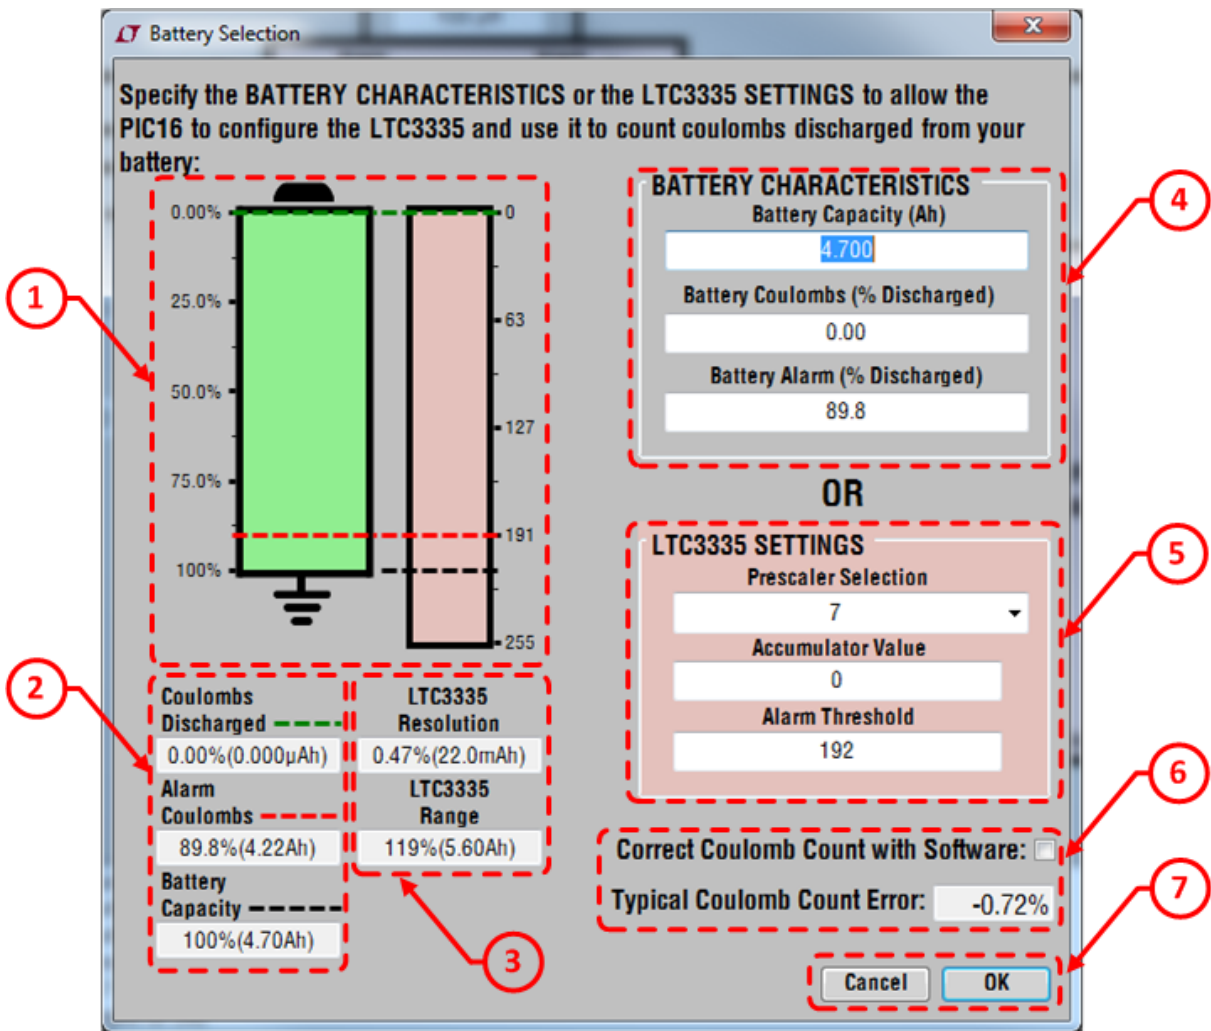 Battery Selection
Specify the BATTERY CHARACTERISTICS or the LTC3335 SETTINGS to allow the
PIC16 to configure the LTC3335 and use it to count coulombs discharged from your
battery:
0.00%
25.0%
50.0%
75.0%
100%
0
63
127
191
255
1
Coulombs
Discharged
0.00%(0.000µAh)
Alarm
Coulombs
89.8%(4.22Ah)
Battery
Capacity
100%(4.70Ah)
2
LTC3335
Resolution
0.47%(22.0mAh)
LTC3335
Range
119%(5.60Ah)
3
BATTERY CHARACTERISTICS
Battery Capacity (Ah)
4.700
Battery Coulombs (% Discharged)
0.00
Battery Alarm (% Discharged)
89.8
4
OR
LTC3335 SETTINGS
Prescaler Selection
7
Accumulator Value
0
Alarm Threshold
192
5
Correct Coulomb Count with Software:
Typical Coulomb Count Error: -0.72%
6
Cancel OK
7